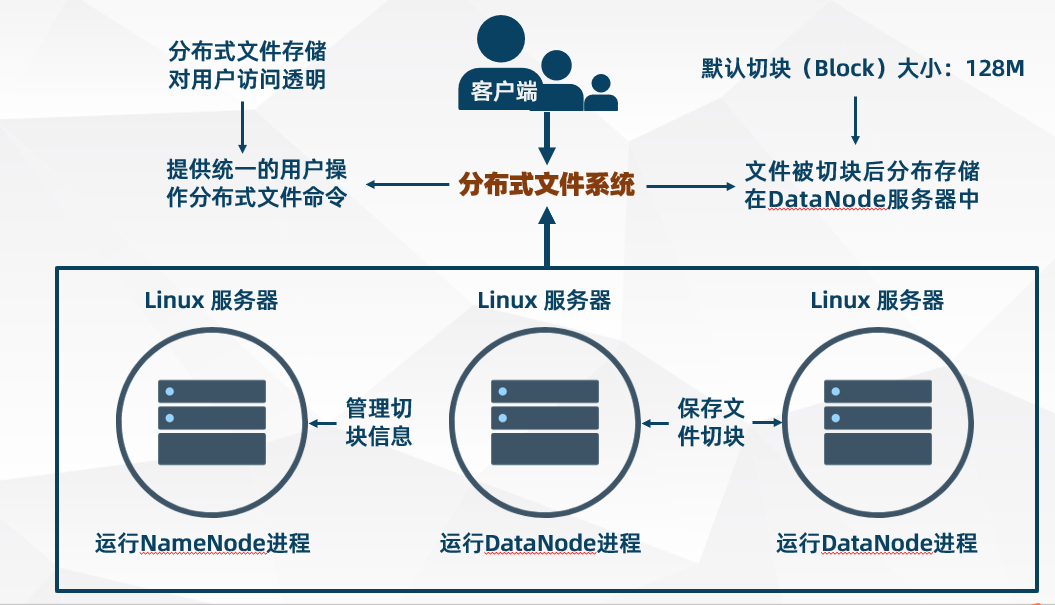 分布式文件存储
对用户访问透明
客户端
默认切块（Block）大小：128M
提供统一的用户操
作分布式文件命令
分布式文件系统
文件被切块后分布存储
在DataNode服务器中
Linux 服务器
Linux 服务器
Linux 服务器
管理切
块信息
保存文
件切块
运行NameNode进程
运行DataNode进程
运行DataNode进程